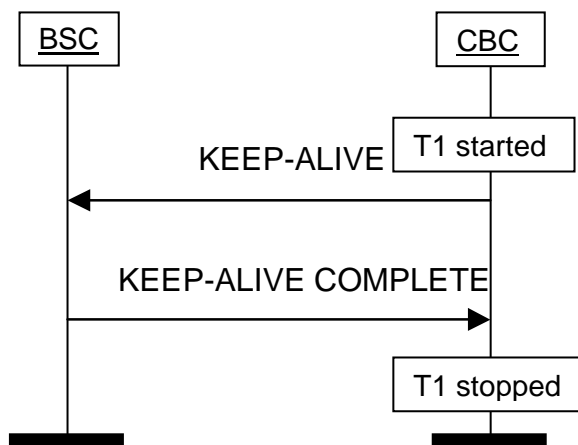 BSC
CBC
T1 started
KEEP-ALIVE
KEEP-ALIVE COMPLETE
T1 stopped